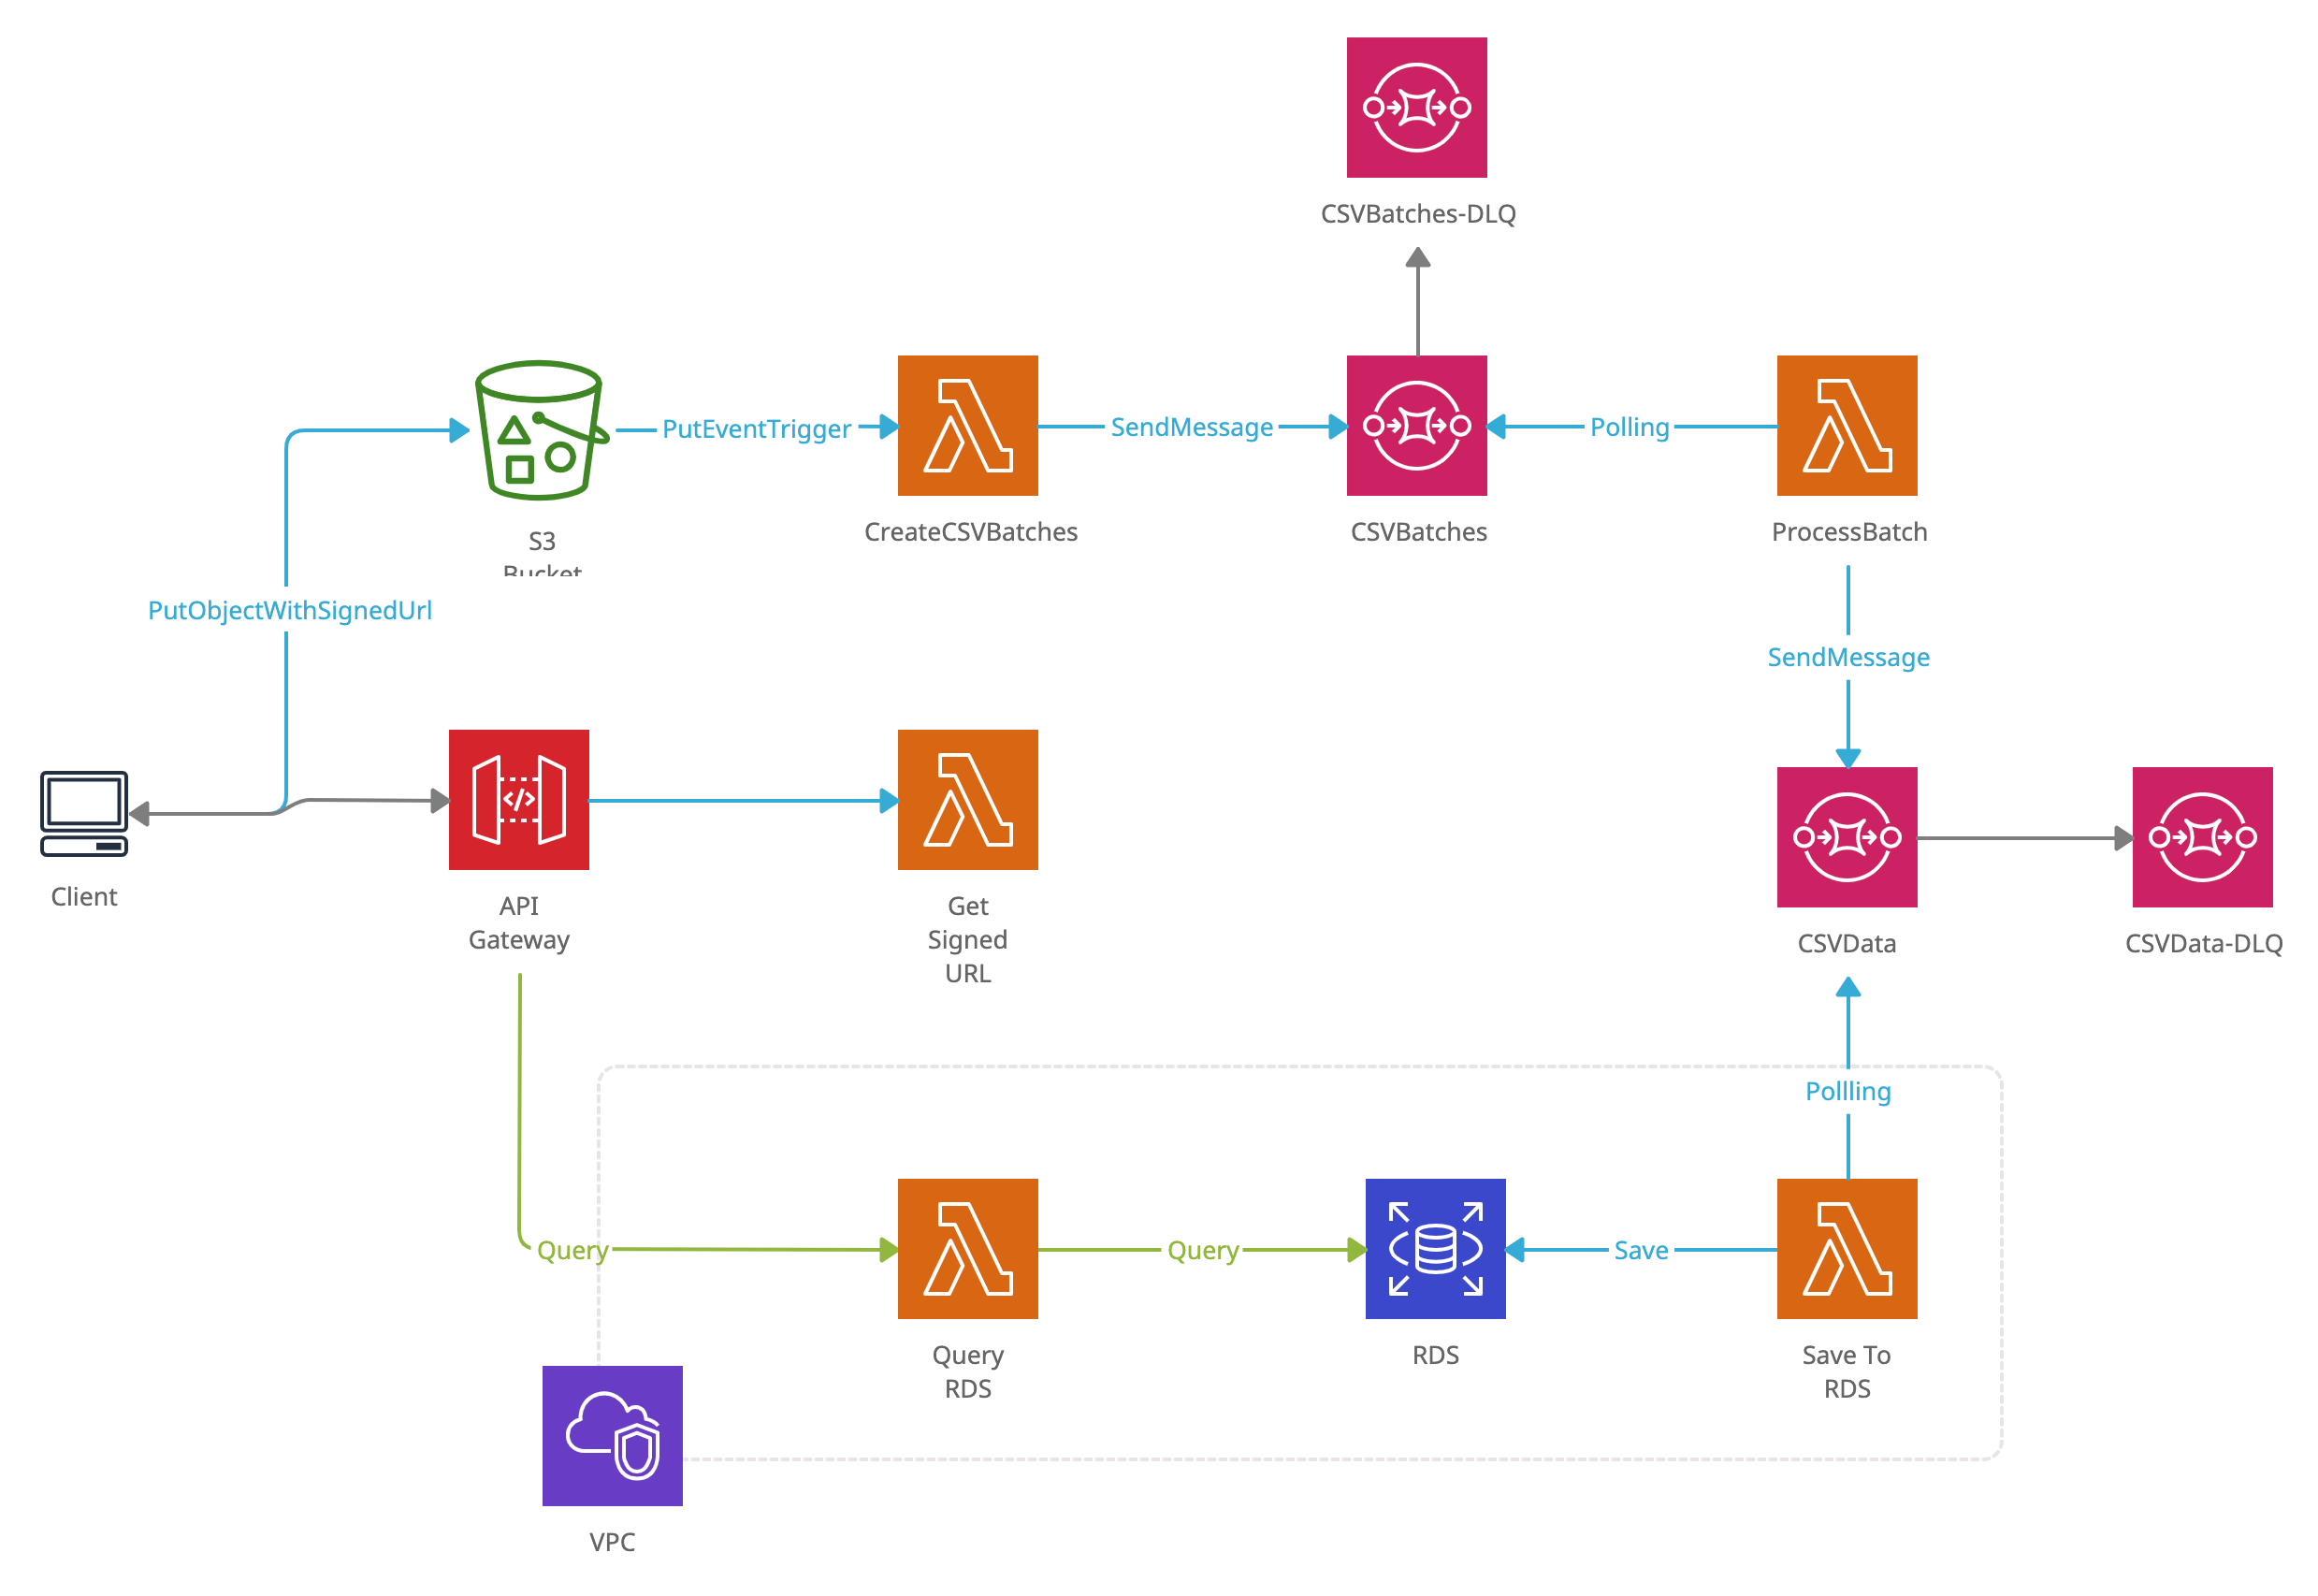 CSVBatches-DLQ
PutEventTrigger
SendMessage
Polling
S3
Bucket
CreateCSVBatches
CSVBatches
ProcessBatch
PutObjectWithSignedUrl
SendMessage
Client
API
Gateway
Get
Signed
URL
CSVData
CSVData-DLQ
Pollling
Query
Query
Save
Query
RDS
RDS
Save To
RDS
VPC